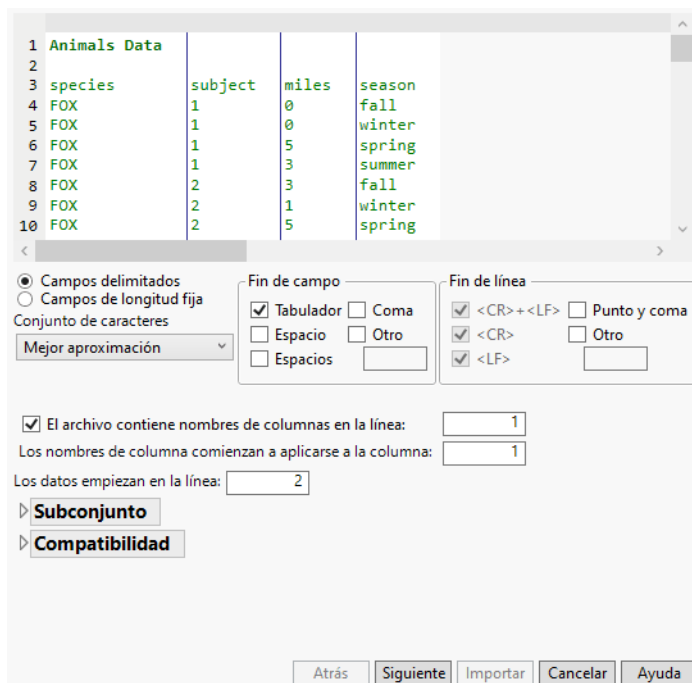 1 Animals Data
2
3 species subject miles season
4 FOX 1 0 fall
5 FOX 1 0 winter
6 FOX 1 5 spring
7 FOX 1 3 summer
8 FOX 2 3 fall
9 FOX 2 1 winter
10 FOX 2 5 spring
Campos delimitados
Campos de longitud fija
Conjunto de caracteres
Mejor aproximación
Fin de campo
Tabulador Coma
Espacio Otro
Espacios
Fin de línea
<CR>+<LF> Punto y coma
<CR> Otro
<LF>
El archivo contiene nombres de columnas en la línea: 1
Los nombres de columna comienzan a aplicarse a la columna: 1
Los datos empiezan en la línea: 2
Subconjunto
Compatibilidad
Atrás Siguiente Importar Cancelar Ayuda